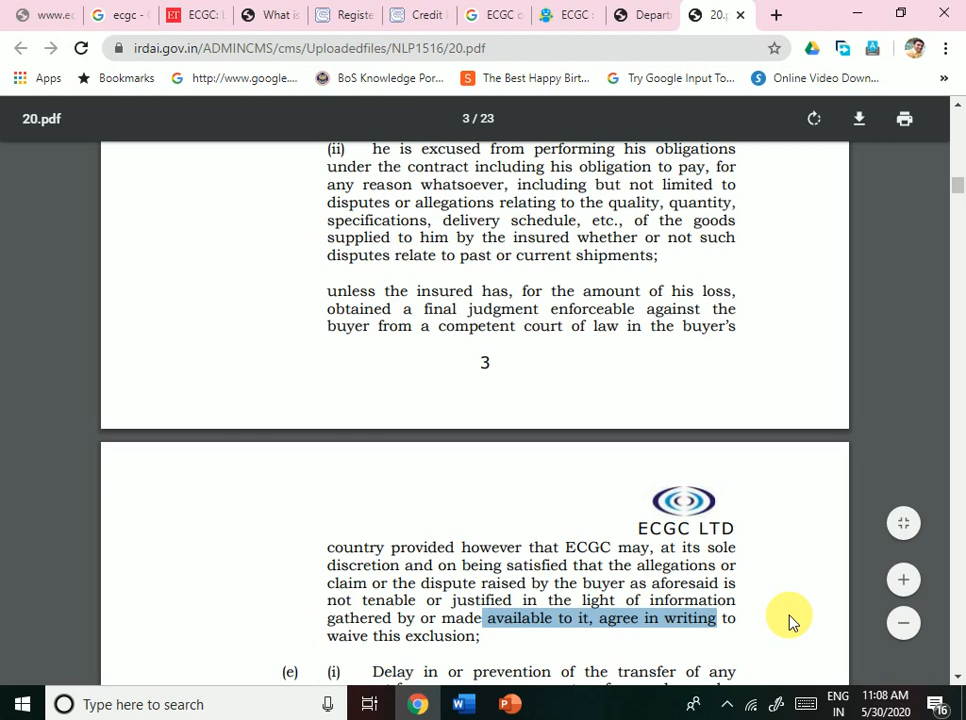 www.ec
ecgc - (
ET
ECGC: L
What is
Registe
Credit I
ECGC c
ECGC :
Depart
20.p
irdai.gov.in/ADMINCMS/cms/Uploadedfiles/NLP1516/20.pdf
Apps
Bookmarks
http://www.google....
BoS Knowledge Por...
S
The Best Happy Birt...
Try Google Input To...
S
Online Video Down...
»
20.pdf
3 / 23
(ii) he is excused from performing his obligations
under the contract including his obligation to pay, for
any reason whatsoever, including but not limited to
disputes or allegations relating to the quality, quantity,
specifications, delivery schedule, etc., of the goods
supplied to him by the insured whether or not such
disputes relate to past or current shipments;
unless the insured has, for the amount of his loss,
obtained a final judgment enforceable against the
buyer from a competent court of law in the buyer's
3
ECGC LTD
country provided however that ECGC may, at its sole
discretion and on being satisfied that the allegations or
claim or the dispute raised by the buyer as aforesaid is
not tenable or justified in the light of information
gathered by or made available to it, agree in writing to
waive this exclusion;
(e) (i) Delay in or prevention of the transfer of any
Type here to search
ENG
IN
11:08 AM
5/30/2020
16